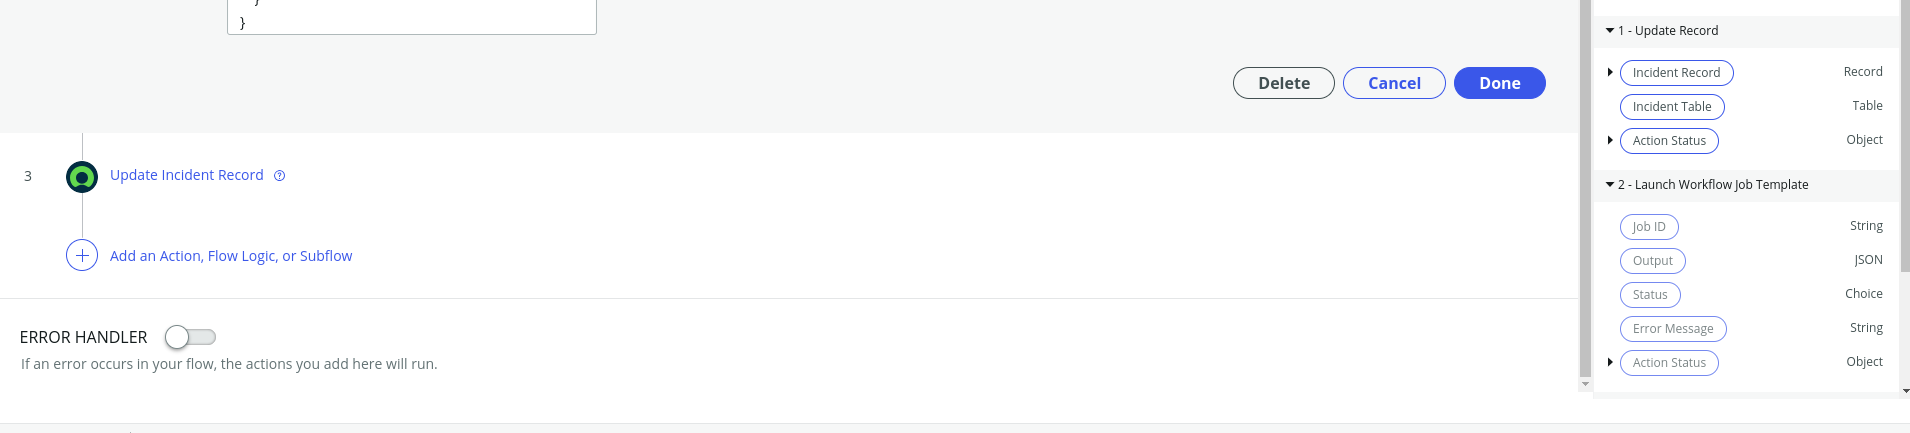 }
}
Delete
Cancel
Done
3
Update Incident Record
Add an Action, Flow Logic, or Subflow
ERROR HANDLER
If an error occurs in your flow, the actions you add here will run.
1 - Update Record
Incident Record Record
Incident Table Table
Action Status Object
2 - Launch Workflow Job Template
Job ID String
Output JSON
Status Choice
Error Message String
Action Status Object